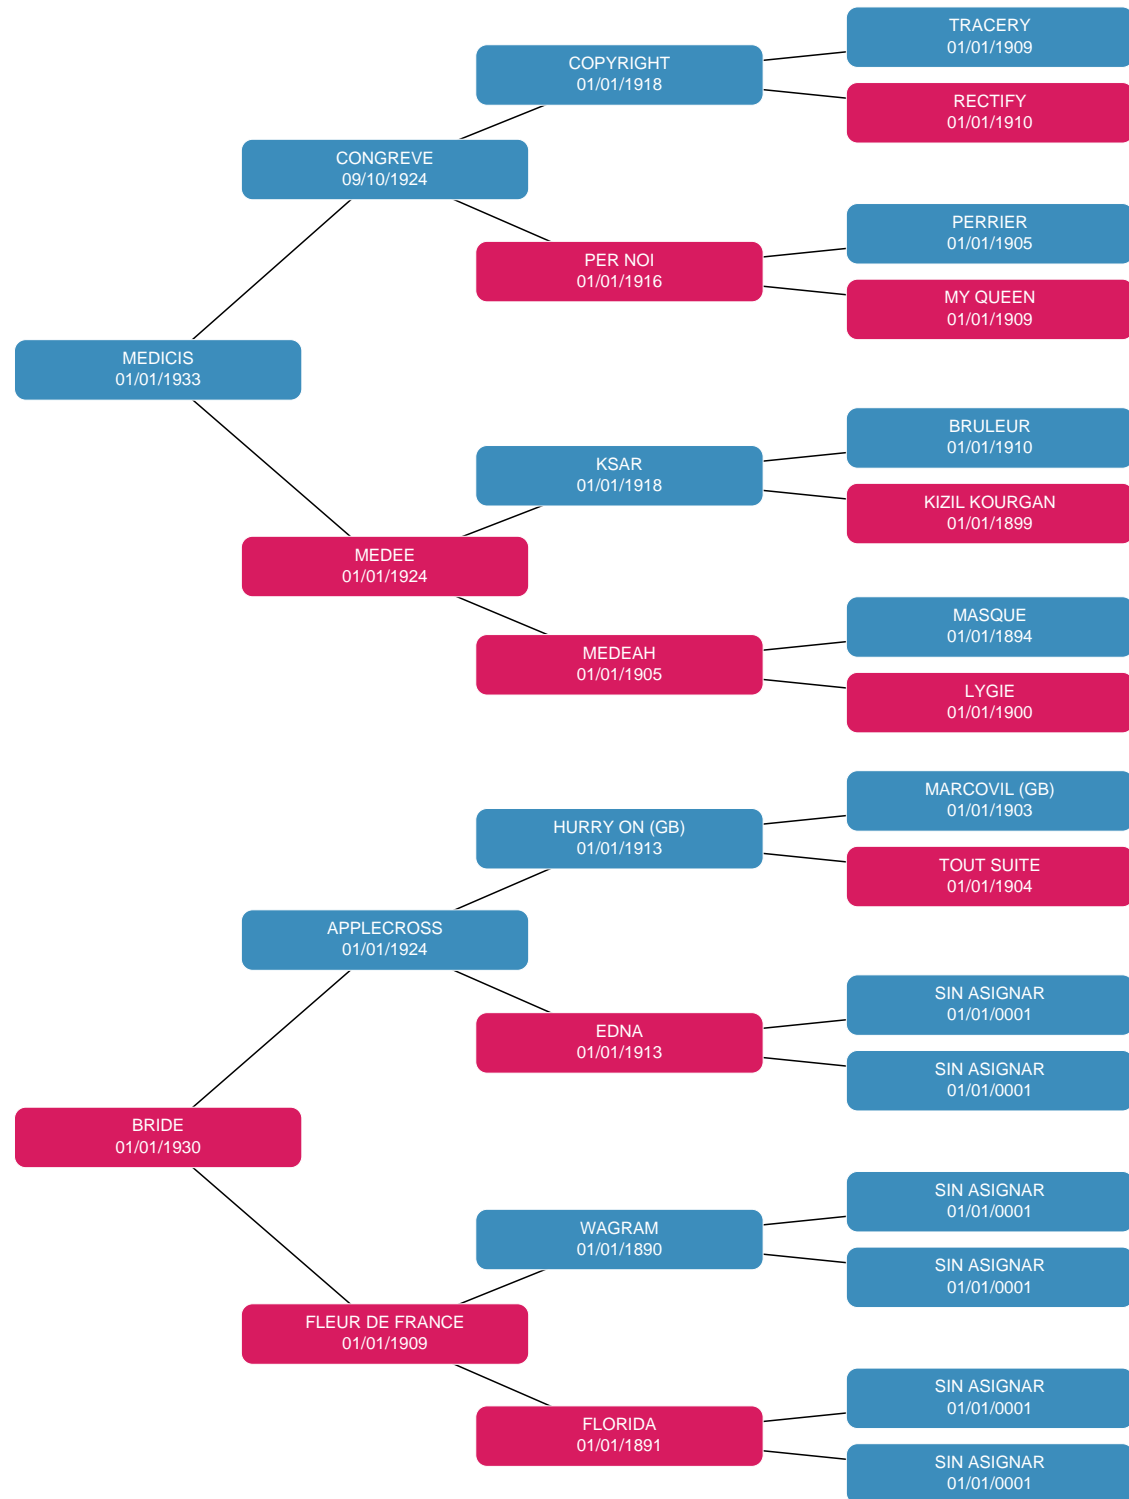 TRACERY
01/01/1909
COPYRIGHT
01/01/1918
RECTIFY
01/01/1910
CONGREVE
09/10/1924
PERRIER
01/01/1905
PER NOI
01/01/1916
MY QUEEN
01/01/1909
MEDICIS
01/01/1933
BRULEUR
01/01/1910
KSAR
01/01/1918
KIZIL KOURGAN
01/01/1899
MEDEE
01/01/1924
MASQUE
01/01/1894
MEDEAH
01/01/1905
LYGIE
01/01/1900
MARCOVIL (GB)
01/01/1903
HURRY ON (GB)
01/01/1913
TOUT SUITE
01/01/1904
APPLECROSS
01/01/1924
SIN ASIGNAR
01/01/0001
EDNA
01/01/1913
SIN ASIGNAR
01/01/0001
BRIDE
01/01/1930
SIN ASIGNAR
01/01/0001
WAGRAM
01/01/1890
SIN ASIGNAR
01/01/0001
FLEUR DE FRANCE
01/01/1909
SIN ASIGNAR
01/01/0001
FLORIDA
01/01/1891
SIN ASIGNAR
01/01/0001